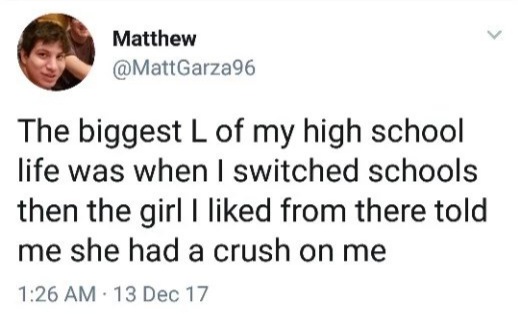 Matthew
@MattGarza96
The biggest L of my high school
life was when I switched schools
then the girl I liked from there told
me she had a crush on me
1:26 AM · 13 Dec 17